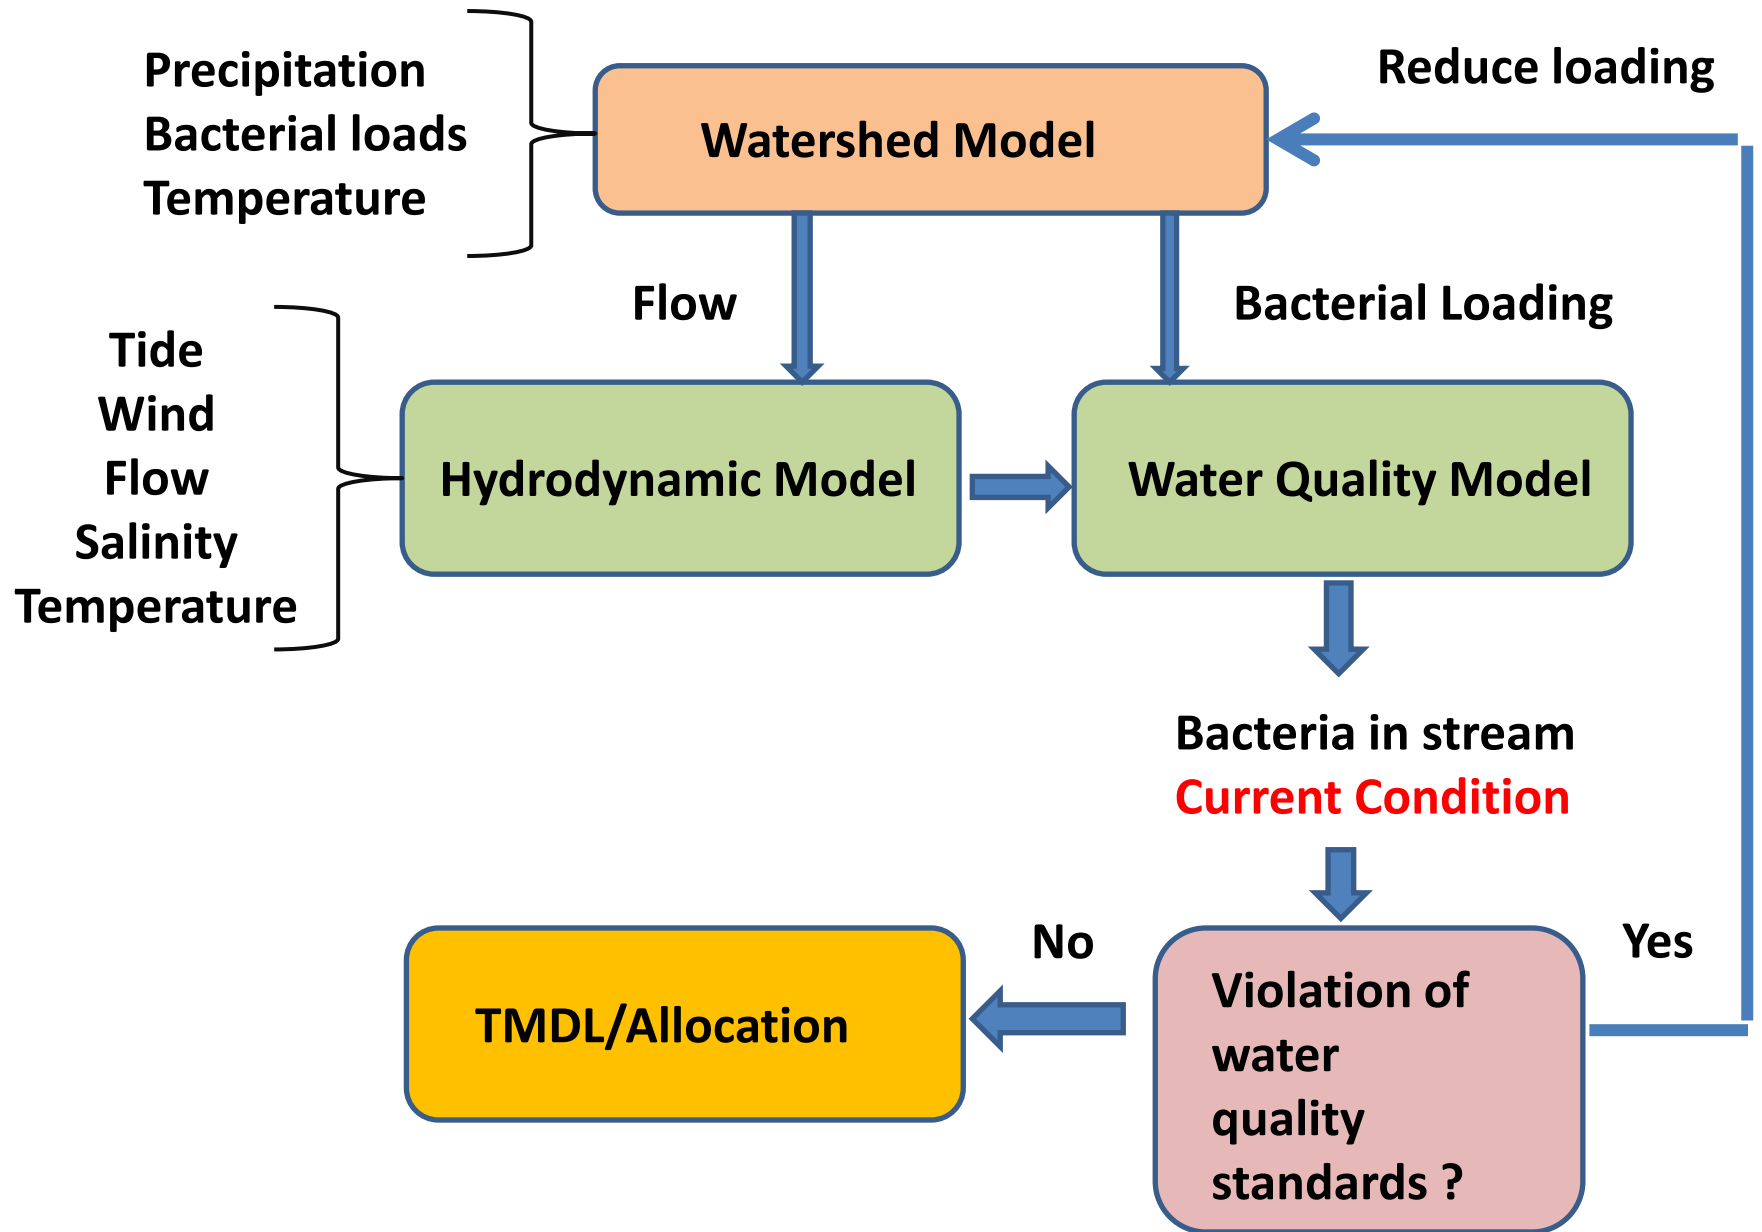 Precipitation
Bacterial loads
Temperature
Watershed Model
Reduce loading
Flow
Bacterial Loading
Tide
Wind
Flow
Salinity
Temperature
Hydrodynamic Model
Water Quality Model
Bacteria in stream
Current Condition
No
Yes
TMDL/Allocation
Violation of
water
quality
standards ?